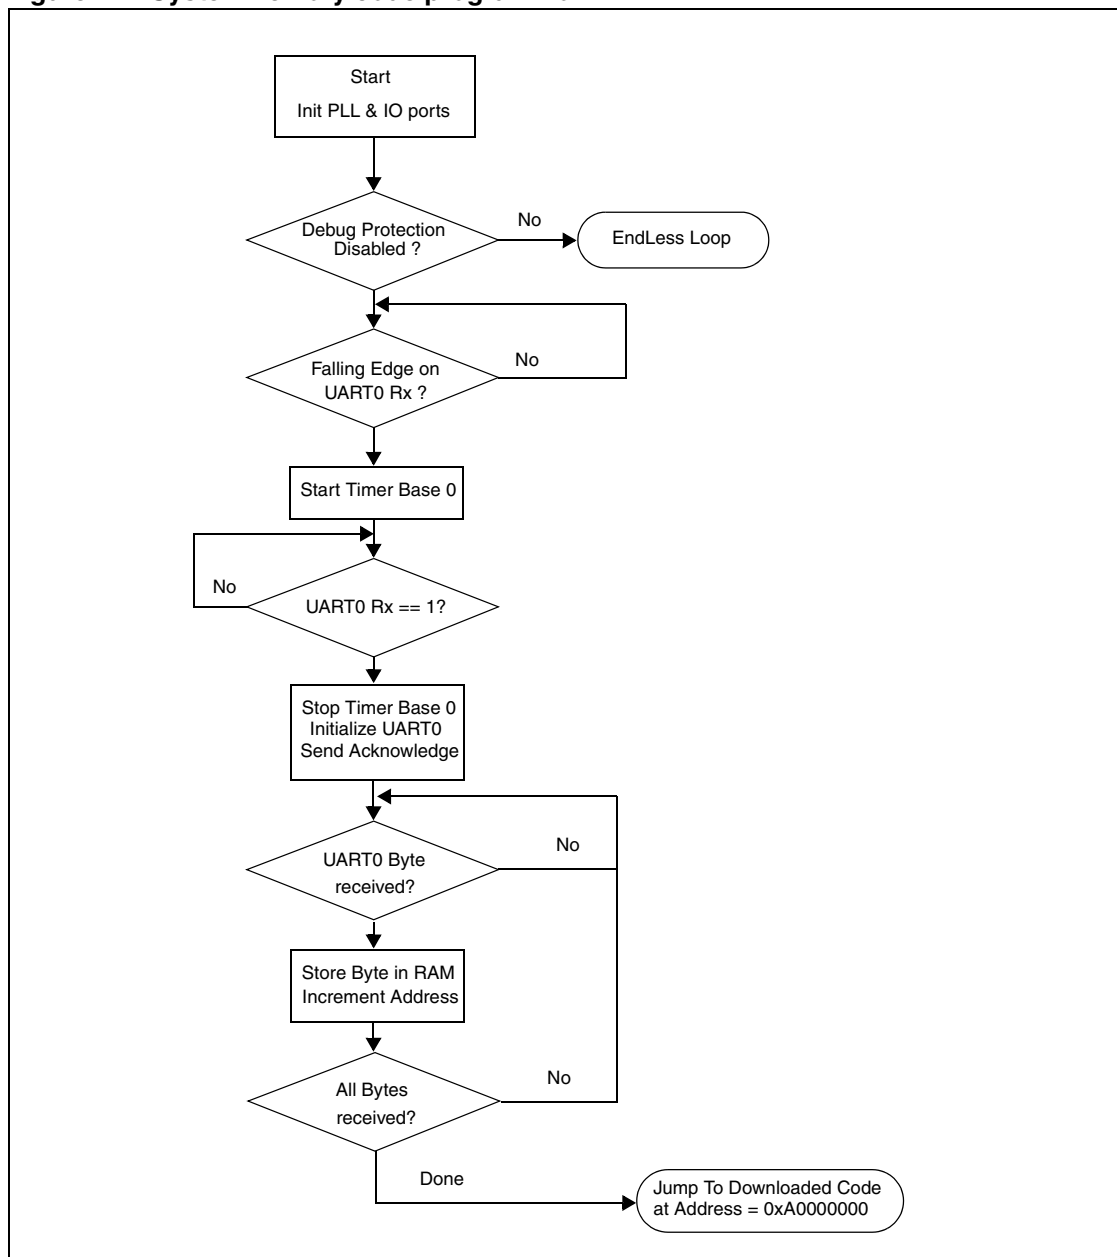 Start
Init PLL & IO ports
Debug Protection
Disabled ?
No
EndLess Loop
Falling Edge on
UART0 Rx ?
No
Start Timer Base 0
No
UART0 Rx == 1?
Stop Timer Base 0
Initialize UART0
Send Acknowledge
UART0 Byte
received?
No
Store Byte in RAM
Increment Address
All Bytes
received?
No
Done
Jump To Downloaded Code
at Address = 0xA0000000